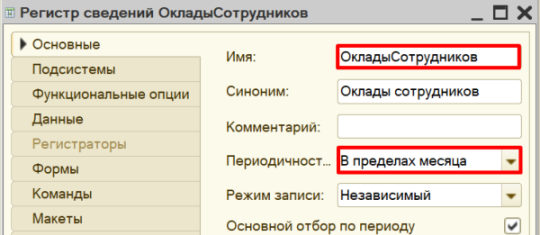 Регистр сведений ОкладыСотрудников
Основные
Подсистемы
Функциональные опции
Данные
Регистраторы
Формы
Команды
Макеты
Имя: ОкладыСотрудников
Синоним: Оклады сотрудников
Комментарий:
Периодичност... В пределах месяца
Режим записи: Независимый
Основной отбор по периоду